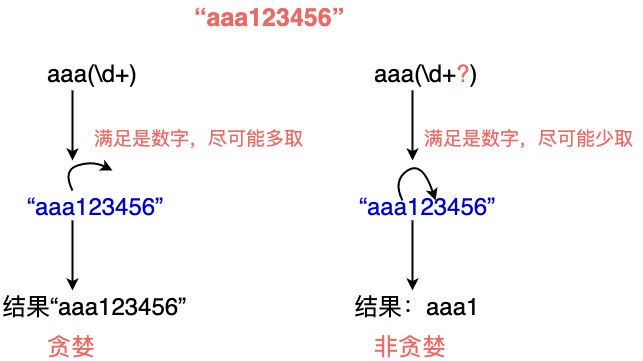 “aaa123456”
aaa(\d+)
aaa(\d+?)
满足是数字，尽可能多取
满足是数字，尽可能少取
“aaa123456”
“aaa123456”
结果“aaa123456”
结果：aaa1
贪婪
非贪婪